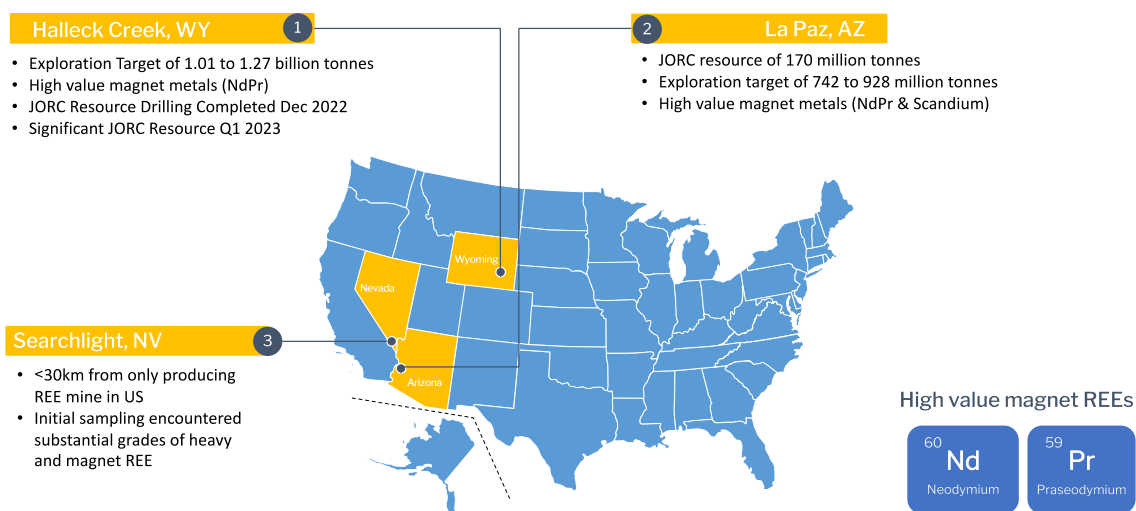 Halleck Creek, WY
1
• Exploration Target of 1.01 to 1.27 billion tonnes
• High value magnet metals (NdPr)
• JORC Resource Drilling Completed Dec 2022
• Significant JORC Resource Q1 2023
2
La Paz, AZ
• JORC resource of 170 million tonnes
• Exploration target of 742 to 928 million tonnes
• High value magnet metals (NdPr & Scandium)
Wyoming
Nevada
Arizona
Searchlight, NV
3
• <30km from only producing
REE mine in US
• Initial sampling encountered
substantial grades of heavy
and magnet REE
High value magnet REEs
60
Nd
Neodymium
59
Pr
Praseodymium